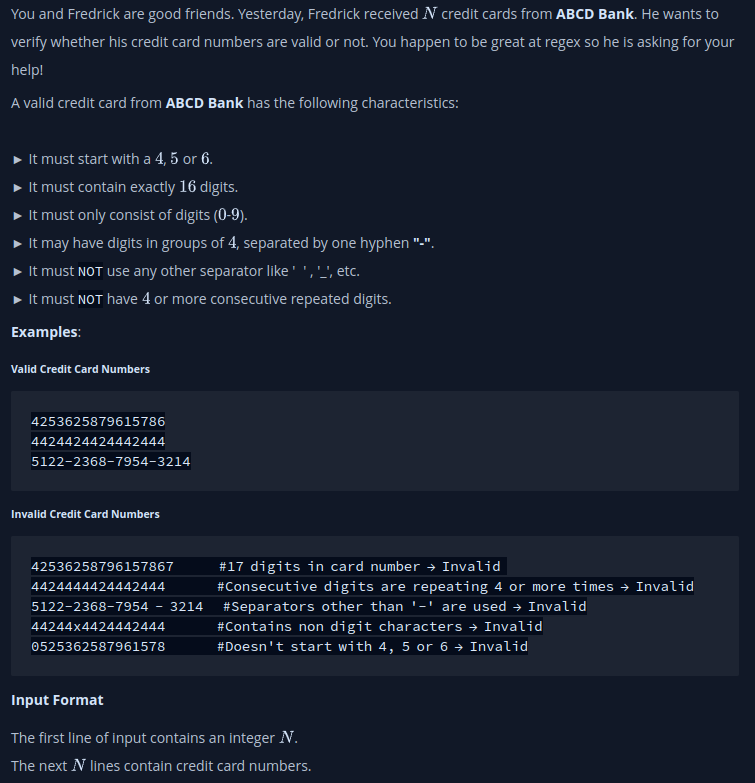 You and Fredrick are good friends. Yesterday, Fredrick received N credit cards from ABCD Bank. He wants to
verify whether his credit card numbers are valid or not. You happen to be great at regex so he is asking for your
help!
A valid credit card from ABCD Bank has the following characteristics:
► It must start with a 4, 5 or 6.
► It must contain exactly 16 digits.
► It must only consist of digits (0-9).
► It may have digits in groups of 4, separated by one hyphen "-".
► It must NOT use any other separator like ' ' , '_', etc.
► It must NOT have 4 or more consecutive repeated digits.
Examples:
Valid Credit Card Numbers
4253625879615786
4424424424442444
5122-2368-7954-3214
Invalid Credit Card Numbers
42536258796157867 #17 digits in card number → Invalid
4424444424442444 #Consecutive digits are repeating 4 or more times → Invalid
5122-2368-7954 - 3214 #Separators other than '-' are used → Invalid
44244x4424442444 #Contains non digit characters → Invalid
0525362587961578 #Doesn't start with 4, 5 or 6 → Invalid
Input Format
The first line of input contains an integer N.
The next N lines contain credit card numbers.